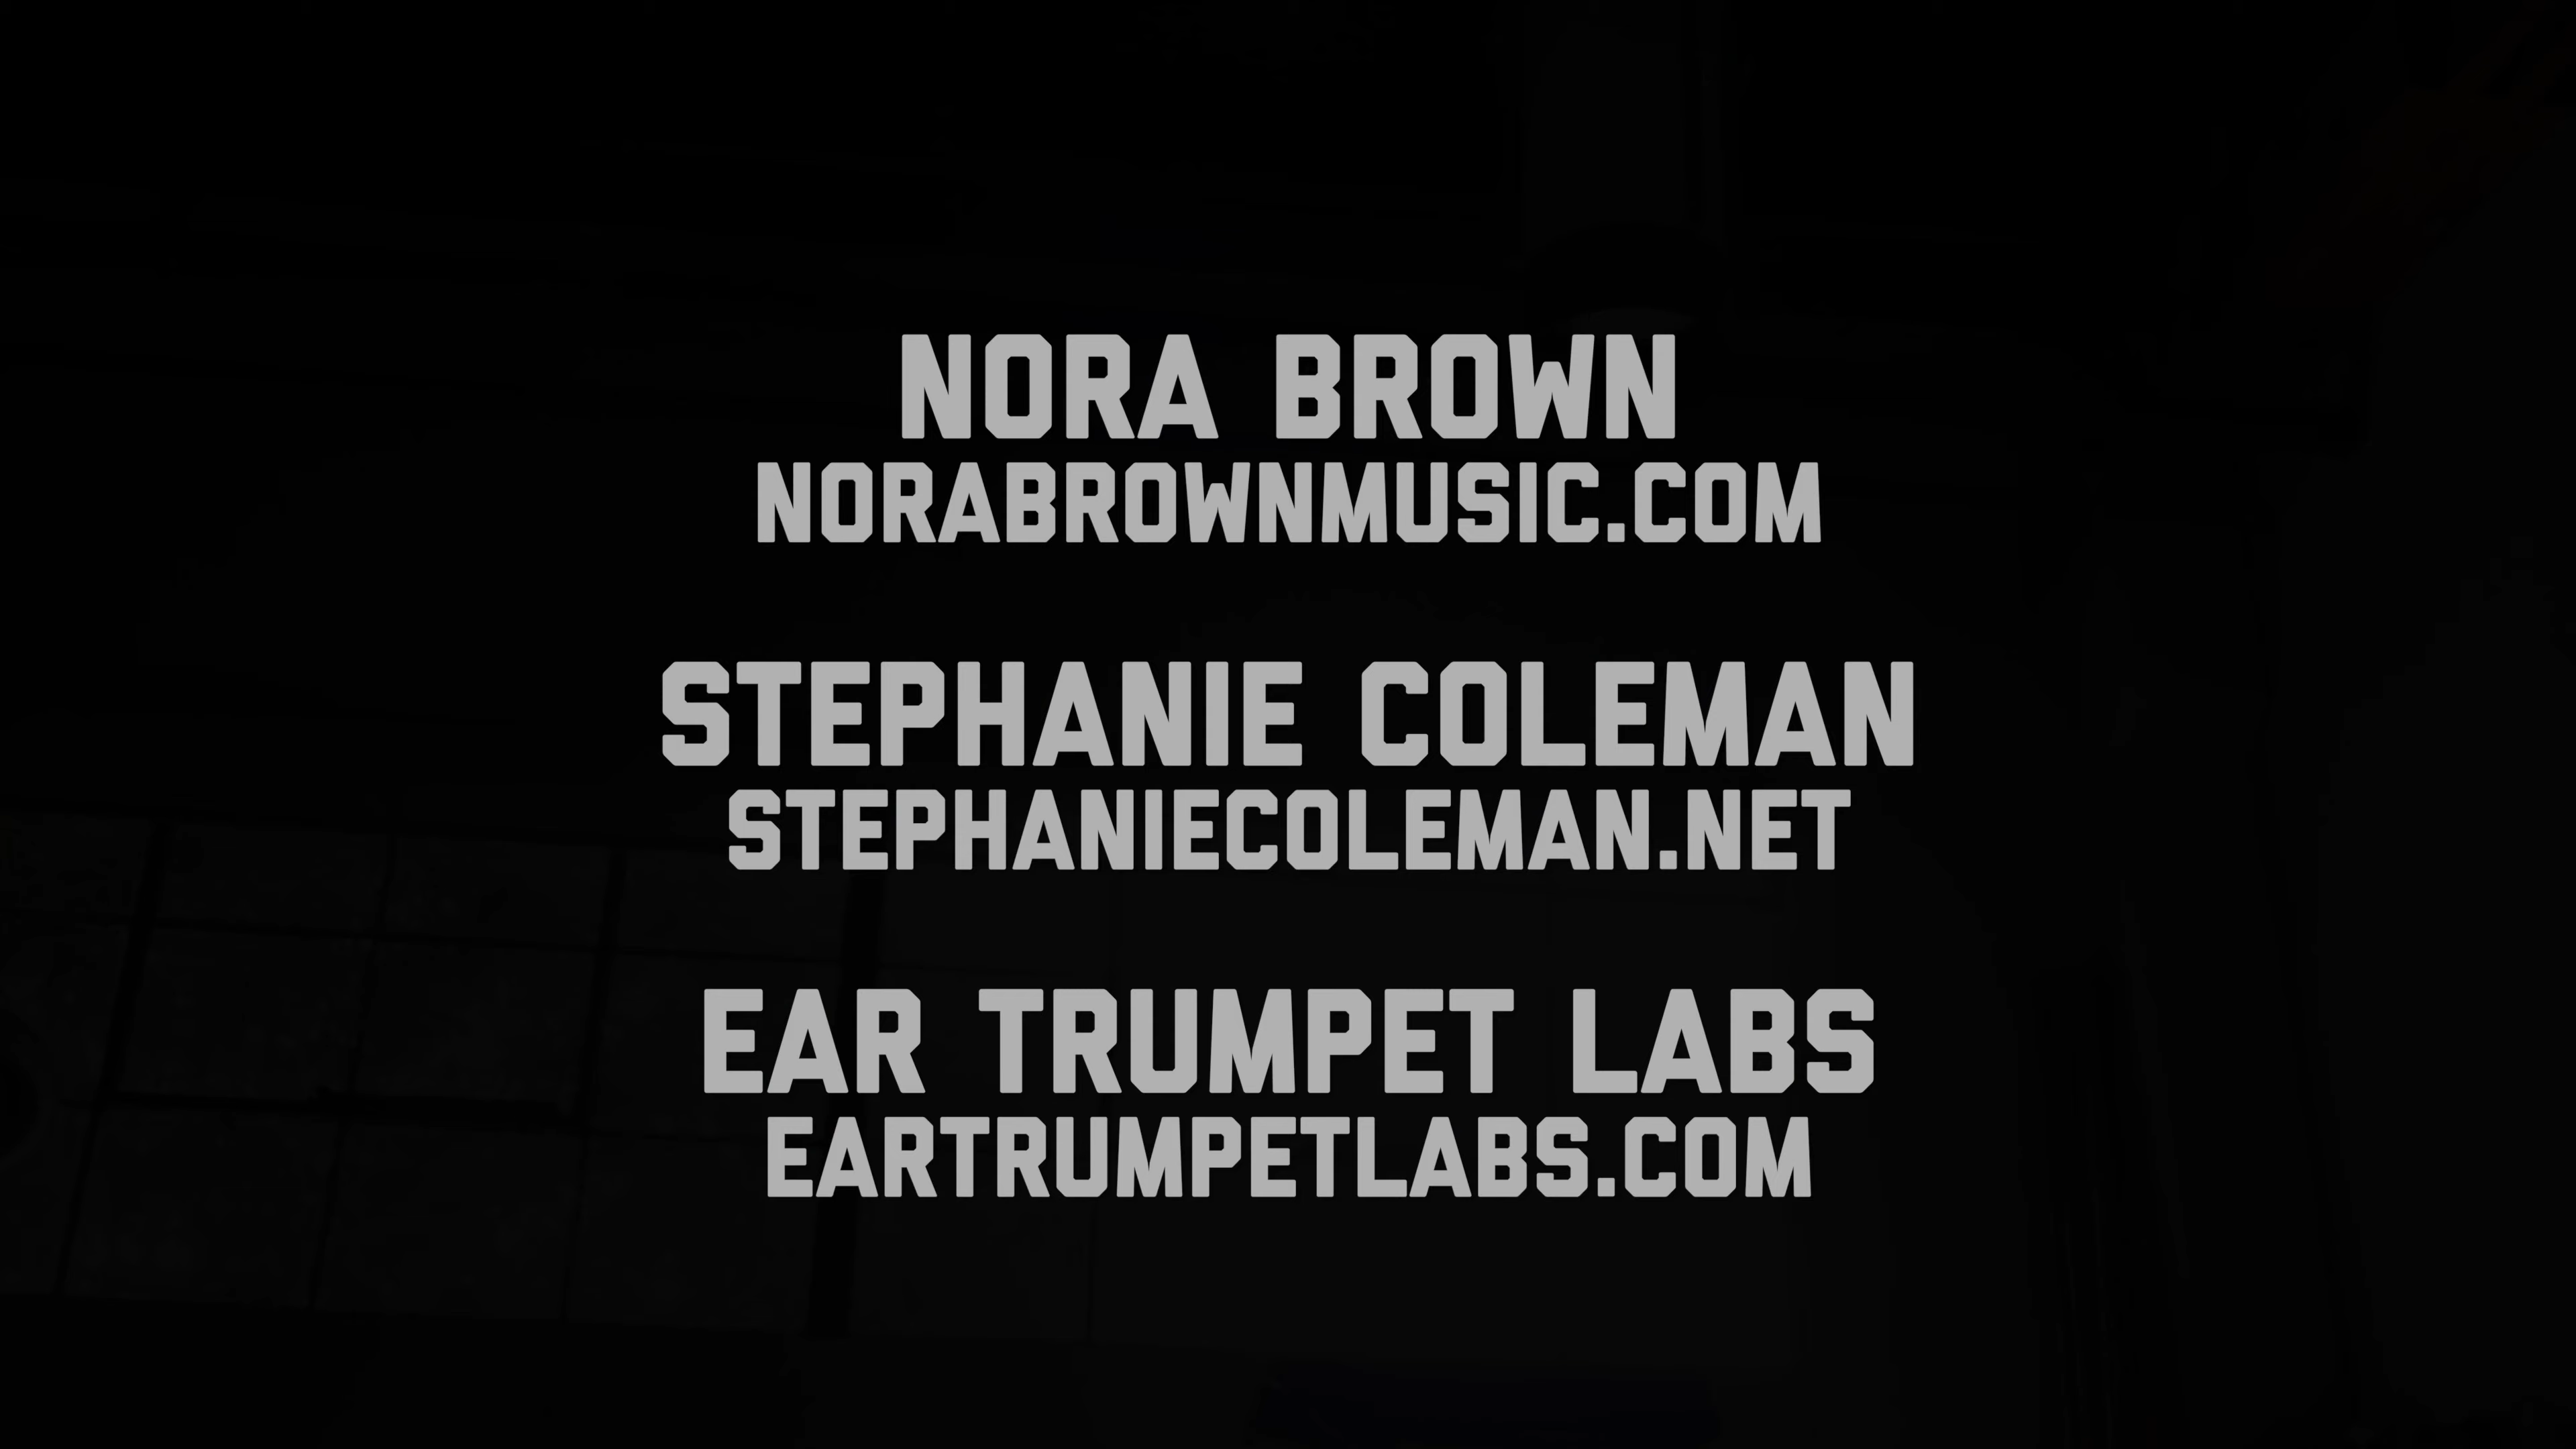 NORA BROWN
NORABROWNMUSIC.COM
STEPHANIE COLEMAN
STEPHANIECOLEMAN.NET
EAR TRUMPET LABS
EARTRUMPETLABS.COM